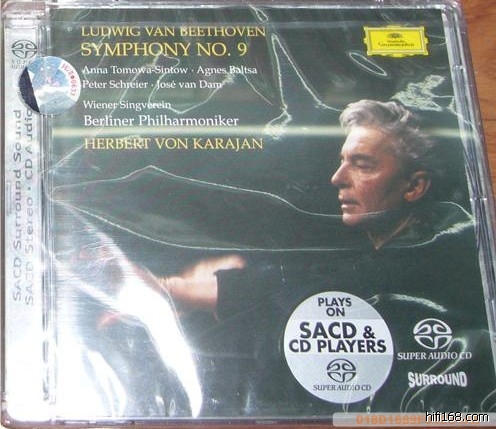 LUDWIG VAN BEETHOVEN
SYMPHONY NO. 9
Anna Tomowa-Sintow · Agnes Baltsa
Peter Schreier · José van Dam
Wiener Singverein
Berliner Philharmoniker
HERBERT VON KARAJAN
Deutsche Grammophon
SACD Surround Sound
SACD Stereo · CD Audio
PLAYS
ON
SACD &
CD PLAYERS
SUPER AUDIO CD
SUPER AUDIO CD
SURROUND
hifi168.com